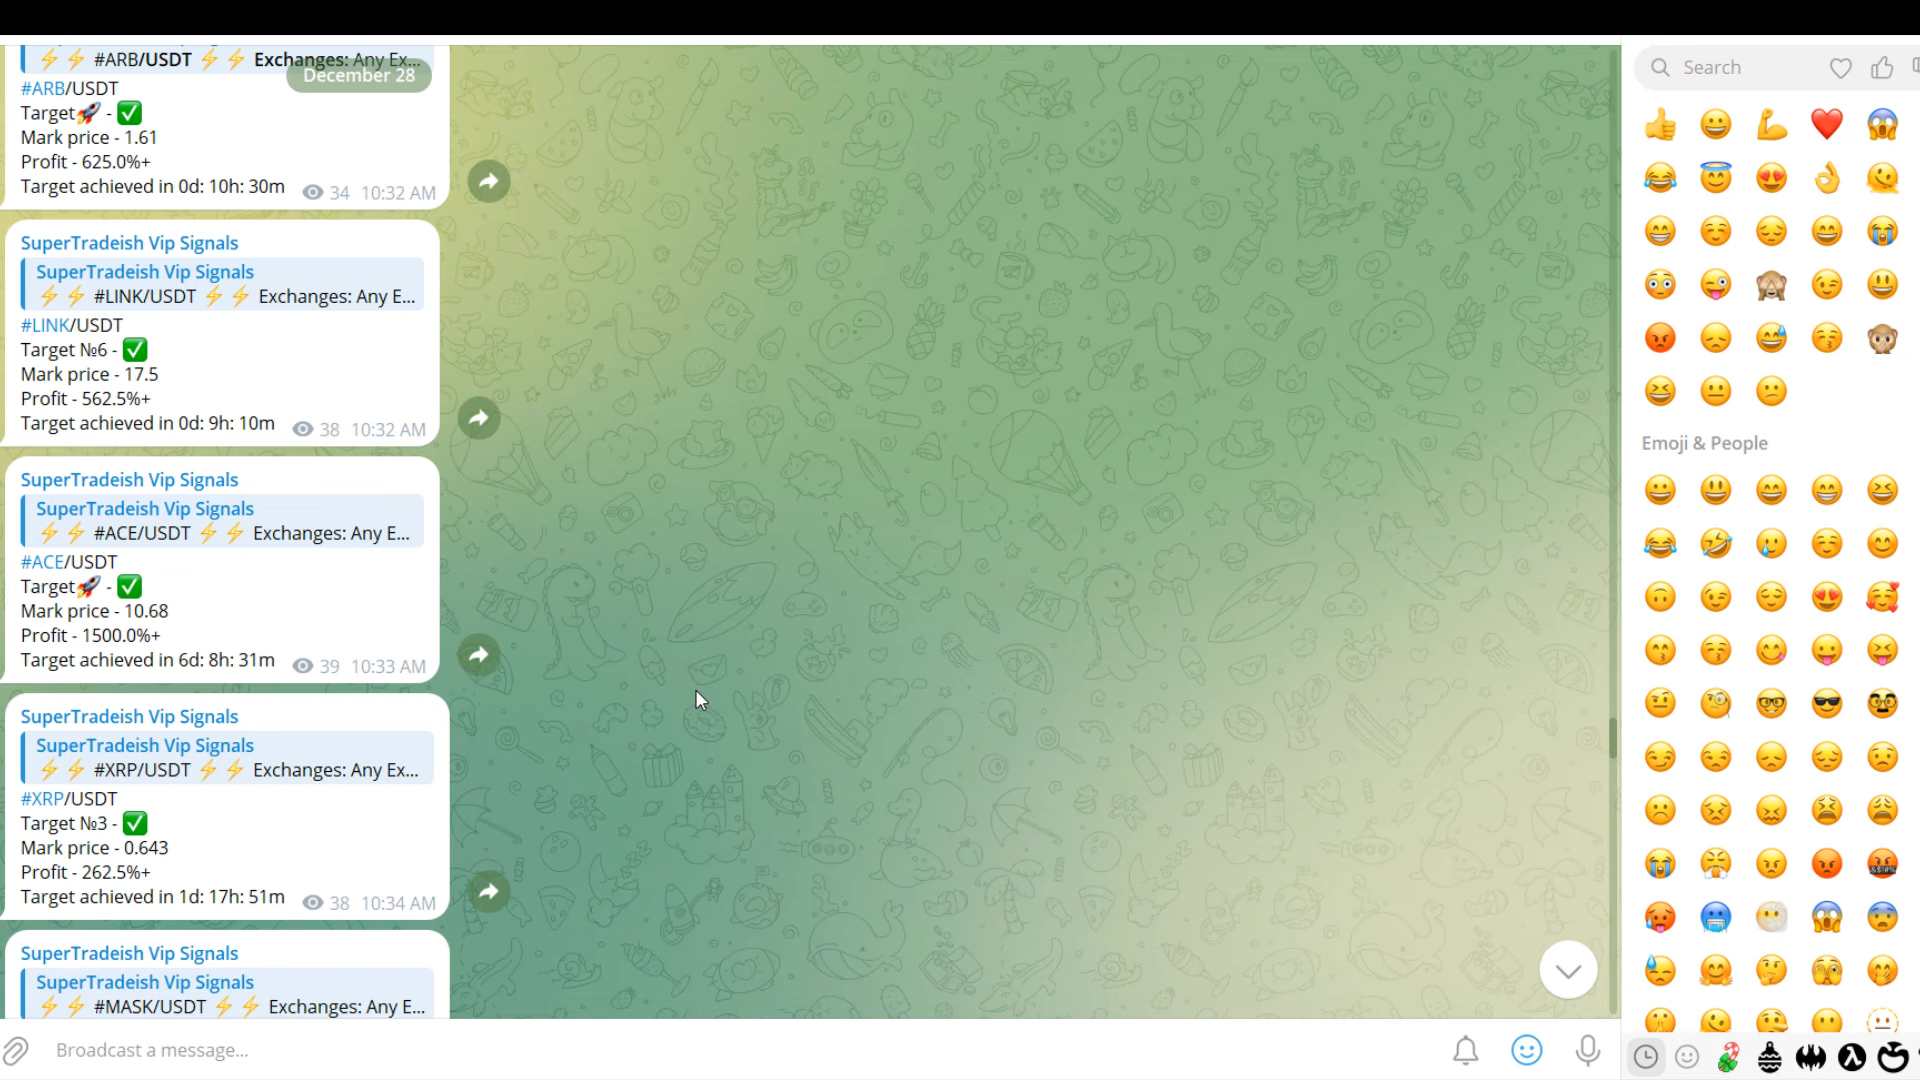 ⚡ ⚡ #ARB/USDT ⚡ ⚡ Exchanges: Any Ex...
December 28
#ARB/USDT
Target🚀 - ✅
Mark price - 1.61
Profit - 625.0%+
Target achieved in 0d: 10h: 30m
34 10:32 AM
SuperTradeish Vip Signals
SuperTradeish Vip Signals
⚡ ⚡ #LINK/USDT ⚡ ⚡ Exchanges: Any E...
#LINK/USDT
Target №6 - ✅
Mark price - 17.5
Profit - 562.5%+
Target achieved in 0d: 9h: 10m
38 10:32 AM
SuperTradeish Vip Signals
SuperTradeish Vip Signals
⚡ ⚡ #ACE/USDT ⚡ ⚡ Exchanges: Any E...
#ACE/USDT
Target🚀 - ✅
Mark price - 10.68
Profit - 1500.0%+
Target achieved in 6d: 8h: 31m
39 10:33 AM
SuperTradeish Vip Signals
SuperTradeish Vip Signals
⚡ ⚡ #XRP/USDT ⚡ ⚡ Exchanges: Any Ex...
#XRP/USDT
Target №3 - ✅
Mark price - 0.643
Profit - 262.5%+
Target achieved in 1d: 17h: 51m
38 10:34 AM
SuperTradeish Vip Signals
SuperTradeish Vip Signals
⚡ ⚡ #MASK/USDT ⚡ ⚡ Exchanges: Any E...
Broadcast a message...
Search
Emoji & People